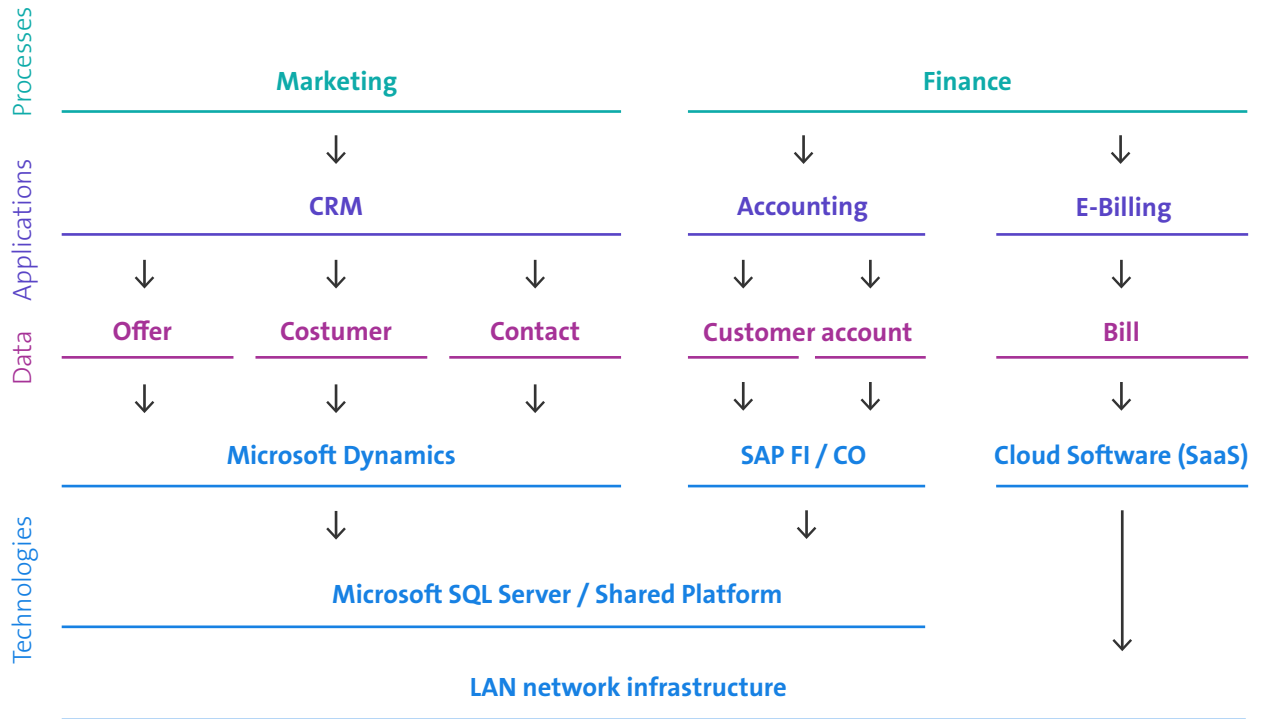 Processes
Marketing
Finance
Applications
CRM
Accounting
E-Billing
Data
Offer
Costumer
Contact
Customer account
Bill
Technologies
Microsoft Dynamics
SAP FI / CO
Cloud Software (SaaS)
Microsoft SQL Server / Shared Platform
LAN network infrastructure